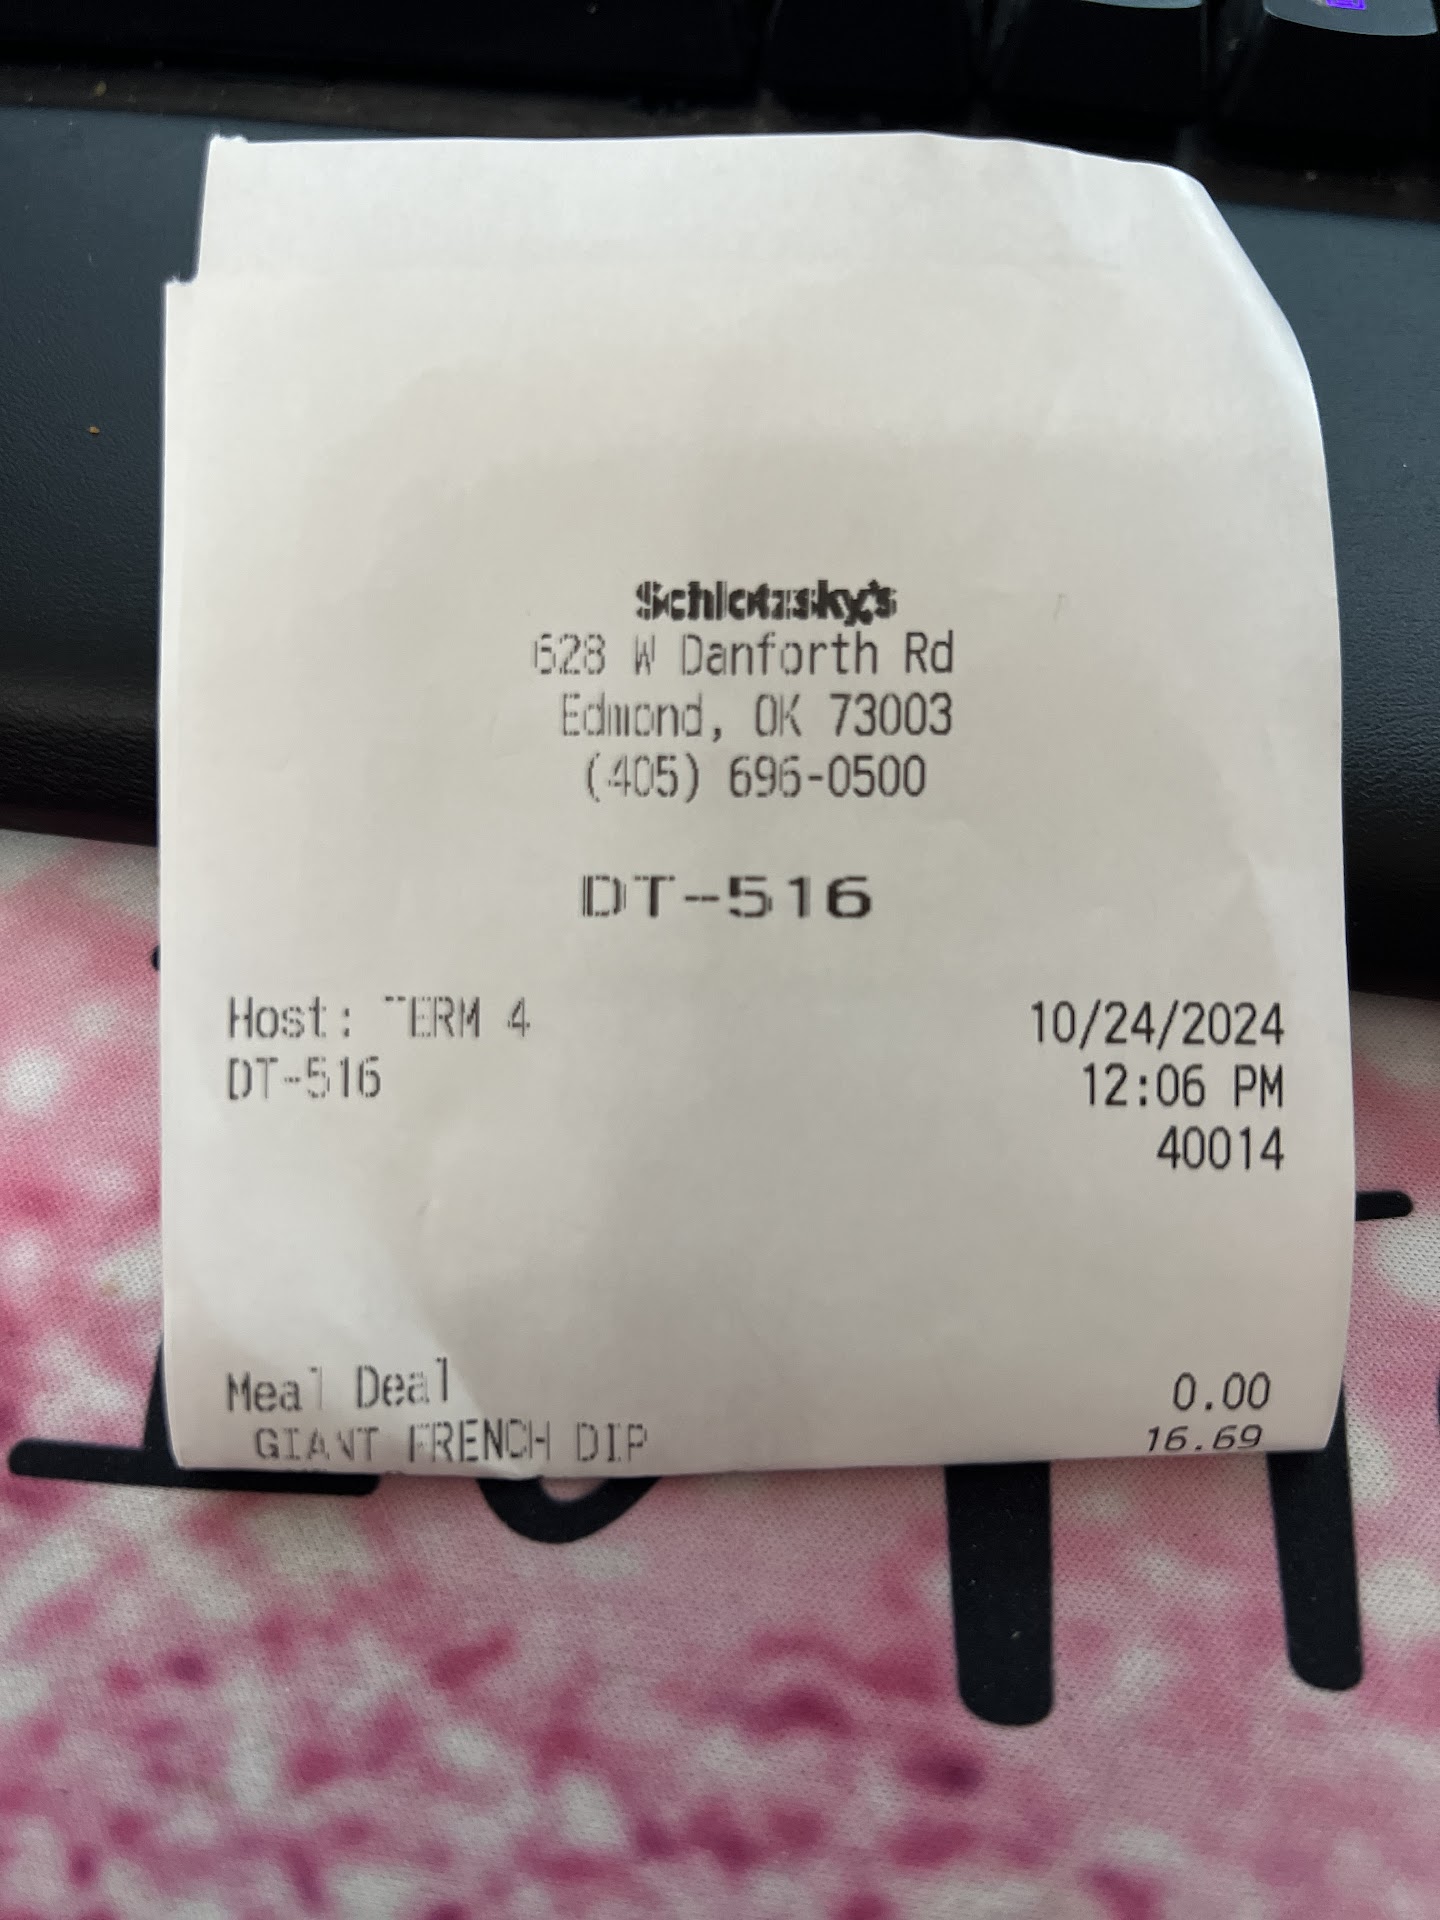 Schlotzsky's
628 W Danforth Rd
Edmond, OK 73003
(405) 696-0500
DT-516
Host: TERM 4 10/24/2024
DT-516 12:06 PM
40014
Meal Deal 0.00
GIANT FRENCH DIP 16.69